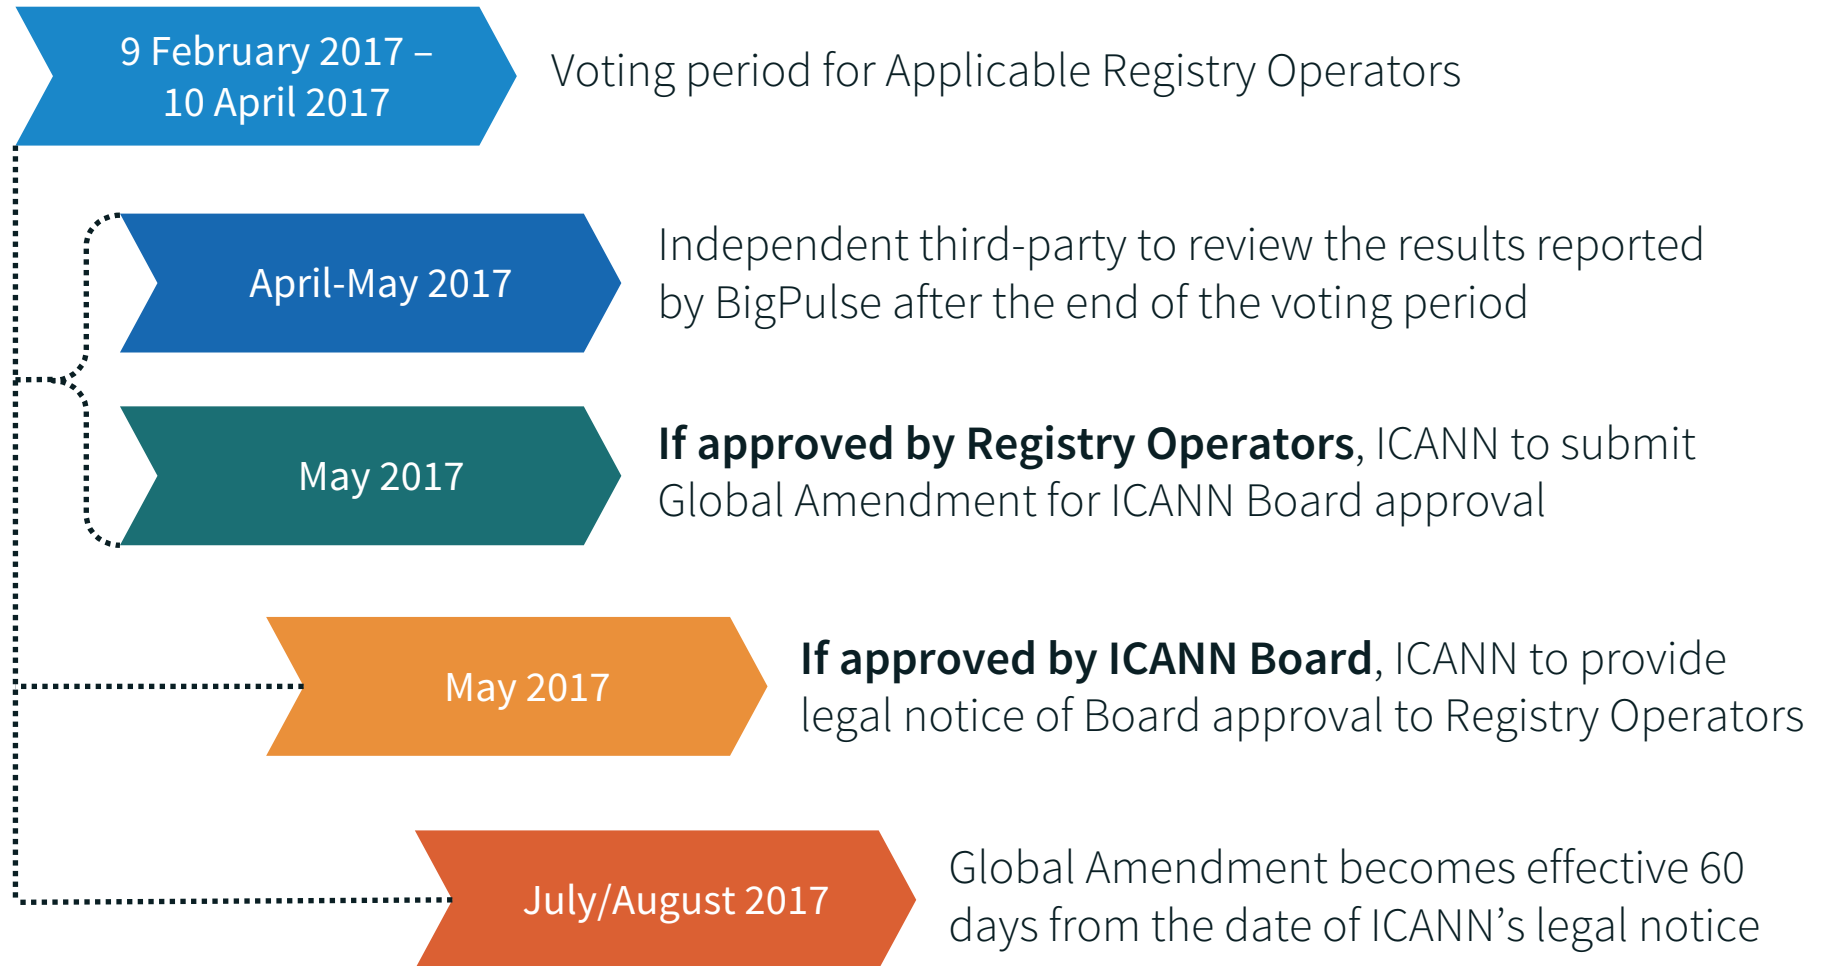 9 February 2017 –
10 April 2017
Voting period for Applicable Registry Operators
April-May 2017
Independent third-party to review the results reported
by BigPulse after the end of the voting period
May 2017
If approved by Registry Operators, ICANN to submit
Global Amendment for ICANN Board approval
May 2017
If approved by ICANN Board, ICANN to provide
legal notice of Board approval to Registry Operators
July/August 2017
Global Amendment becomes effective 60
days from the date of ICANN’s legal notice